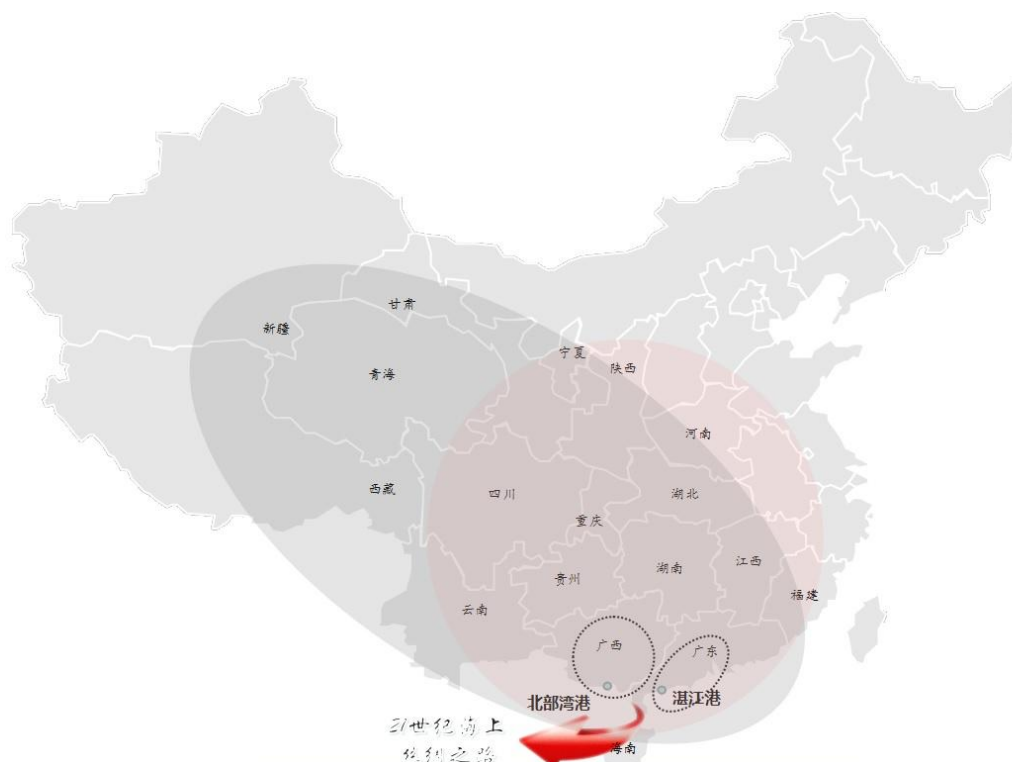 甘肃
新疆
宁夏
陕西
青海
河南
西藏
四川
湖北
重庆
江西
湖南
贵州
福建
云南
广西
广东
北部湾港
湛江港
21世纪海上
丝绸之路
海南